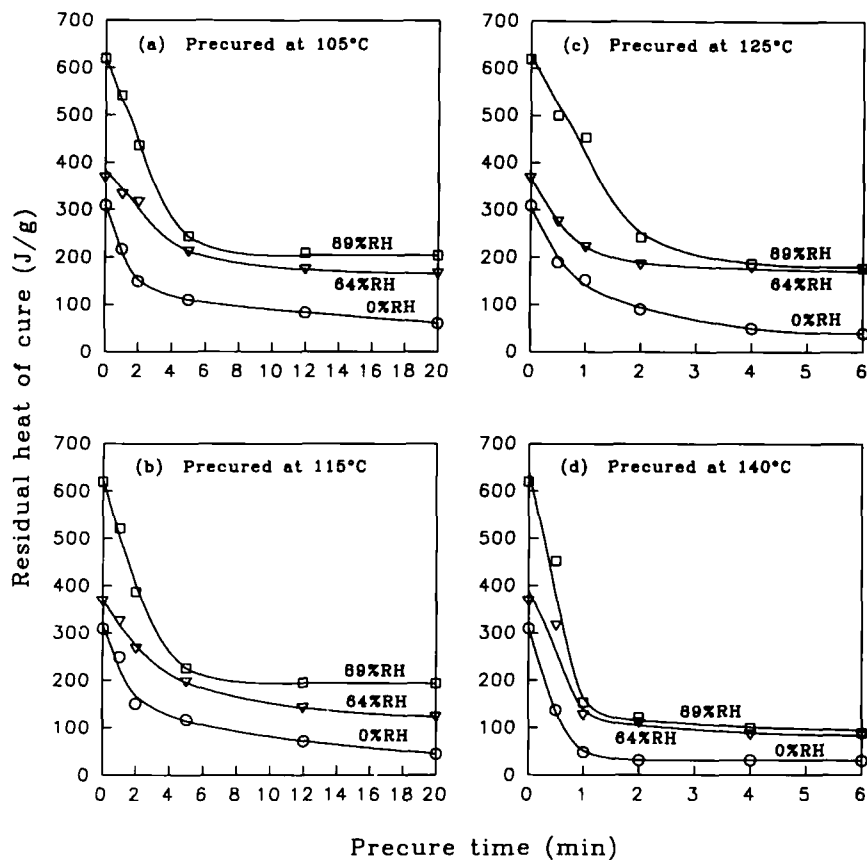 Residual heat of cure (J/g)
700
600
500
400
300
200
100
0
(a) Precured at 105°C
89%RH
64%RH
0%RH
0 2 4 6 8 10 12 14 16 18 20
700
600
500
400
300
200
100
0
(c) Precured at 125°C
89%RH
64%RH
0%RH
0 1 2 3 4 5 6
700
600
500
400
300
200
100
0
(b) Precured at 115°C
89%RH
64%RH
0%RH
0 2 4 6 8 10 12 14 16 18 20
700
600
500
400
300
200
100
0
(d) Precured at 140°C
89%RH
64%RH
0%RH
0 1 2 3 4 5 6
Precure time (min)